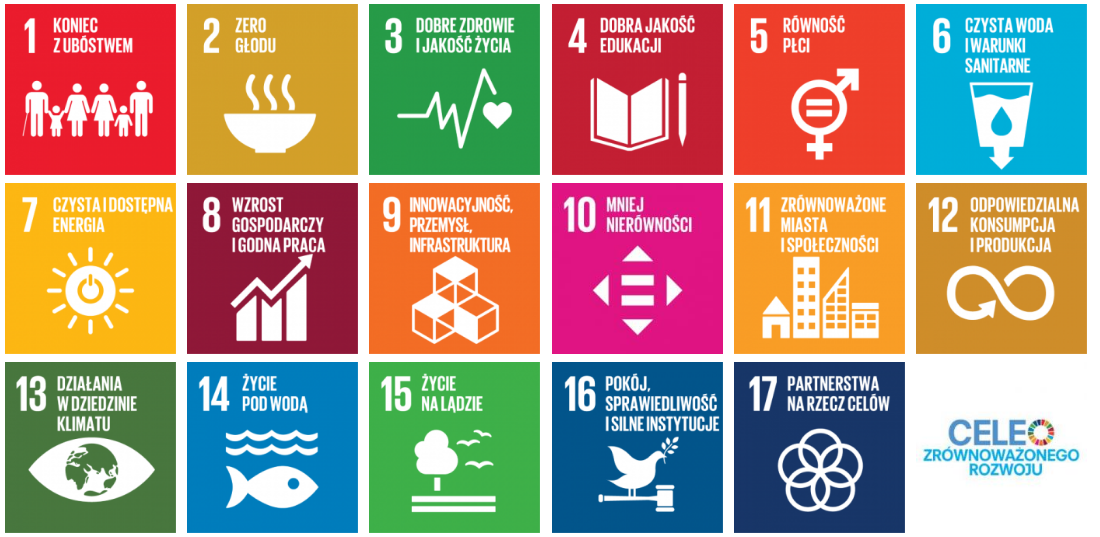 1 KONIEC
Z UBÓSTWEM
2 ZERO
GŁODU
3 DOBRE ZDROWIE
I JAKOŚĆ ŻYCIA
4 DOBRA JAKOŚĆ
EDUKACJI
5 RÓWNOŚĆ
PŁCI
6 CZYSTA WODA
I WARUNKI
SANITARNE
7 CZYSTA I DOSTĘPNA
ENERGIA
8 WZROST
GOSPODARCZY
I GODNA PRACA
9 INNOWACYJNOŚĆ,
PRZEMYSŁ,
INFRASTRUKTURA
10 MNIEJ
NIERÓWNOŚCI
11 ZRÓWNOWAŻONE
MIASTA
I SPOŁECZNOŚCI
12 ODPOWIEDZIALNA
KONSUMPCJA
I PRODUKCJA
13 DZIAŁANIA
W DZIEDZINIE
KLIMATU
14 ŻYCIE
POD WODĄ
15 ŻYCIE
NA LĄDZIE
16 POKÓJ,
SPRAWIEDLIWOŚĆ
I SILNE INSTYTUCJE
17 PARTNERSTWA
NA RZECZ CELÓW
CELE
ZRÓWNOWAŻONEGO
ROZWOJU